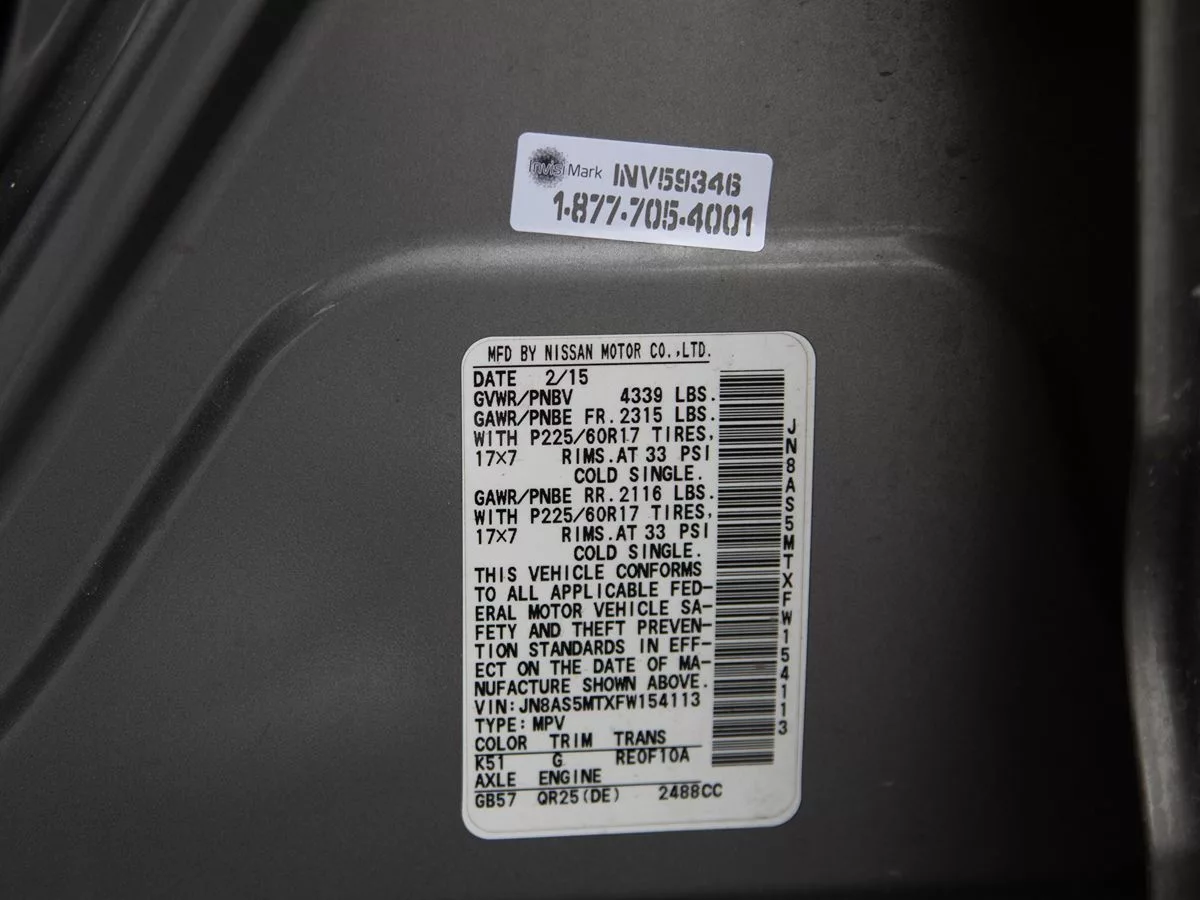 InvisiMark INV59346
1-877-705-4001
MFD BY NISSAN MOTOR CO.,LTD.
DATE 2/15
GVWR/PNBV 4339 LBS.
GAWR/PNBE FR.2315 LBS.
WITH P225/60R17 TIRES,
17×7 RIMS.AT 33 PSI
COLD SINGLE.
GAWR/PNBE RR.2116 LBS.
WITH P225/60R17 TIRES,
17×7 RIMS.AT 33 PSI
COLD SINGLE.
THIS VEHICLE CONFORMS
TO ALL APPLICABLE FED-
ERAL MOTOR VEHICLE SA-
FETY AND THEFT PREVEN-
TION STANDARDS IN EFF-
ECT ON THE DATE OF MA-
NUFACTURE SHOWN ABOVE.
VIN:JN8AS5MTXFW154113
TYPE:MPV
COLOR TRIM TRANS
K51 G RE0F10A
AXLE ENGINE
GB57 QR25(DE) 2488CC
JN8AS5MTXFW154113